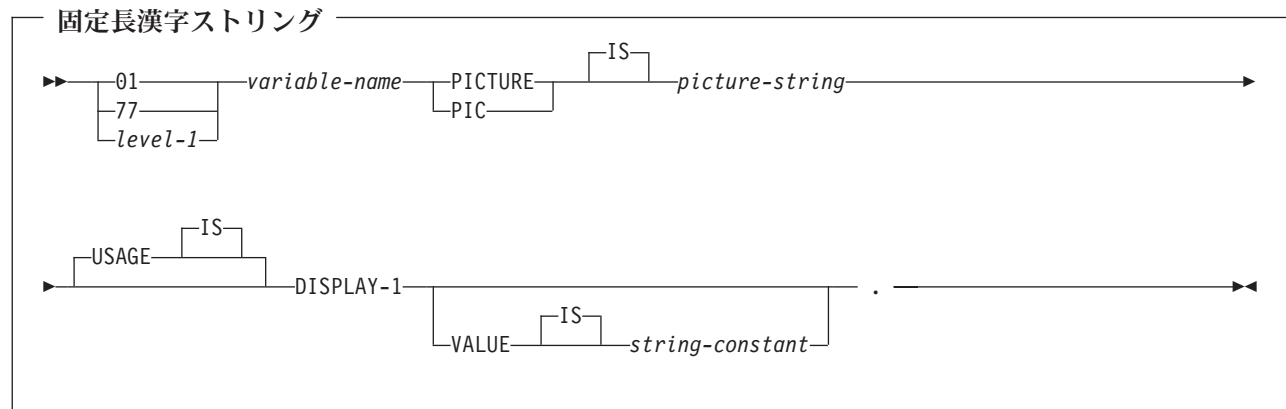 固定長漢字ストリング
IS
01 variable-name PICTURE picture-string
77 PIC
level-1
IS
USAGE
DISPLAY-1 .
IS
VALUE string-constant